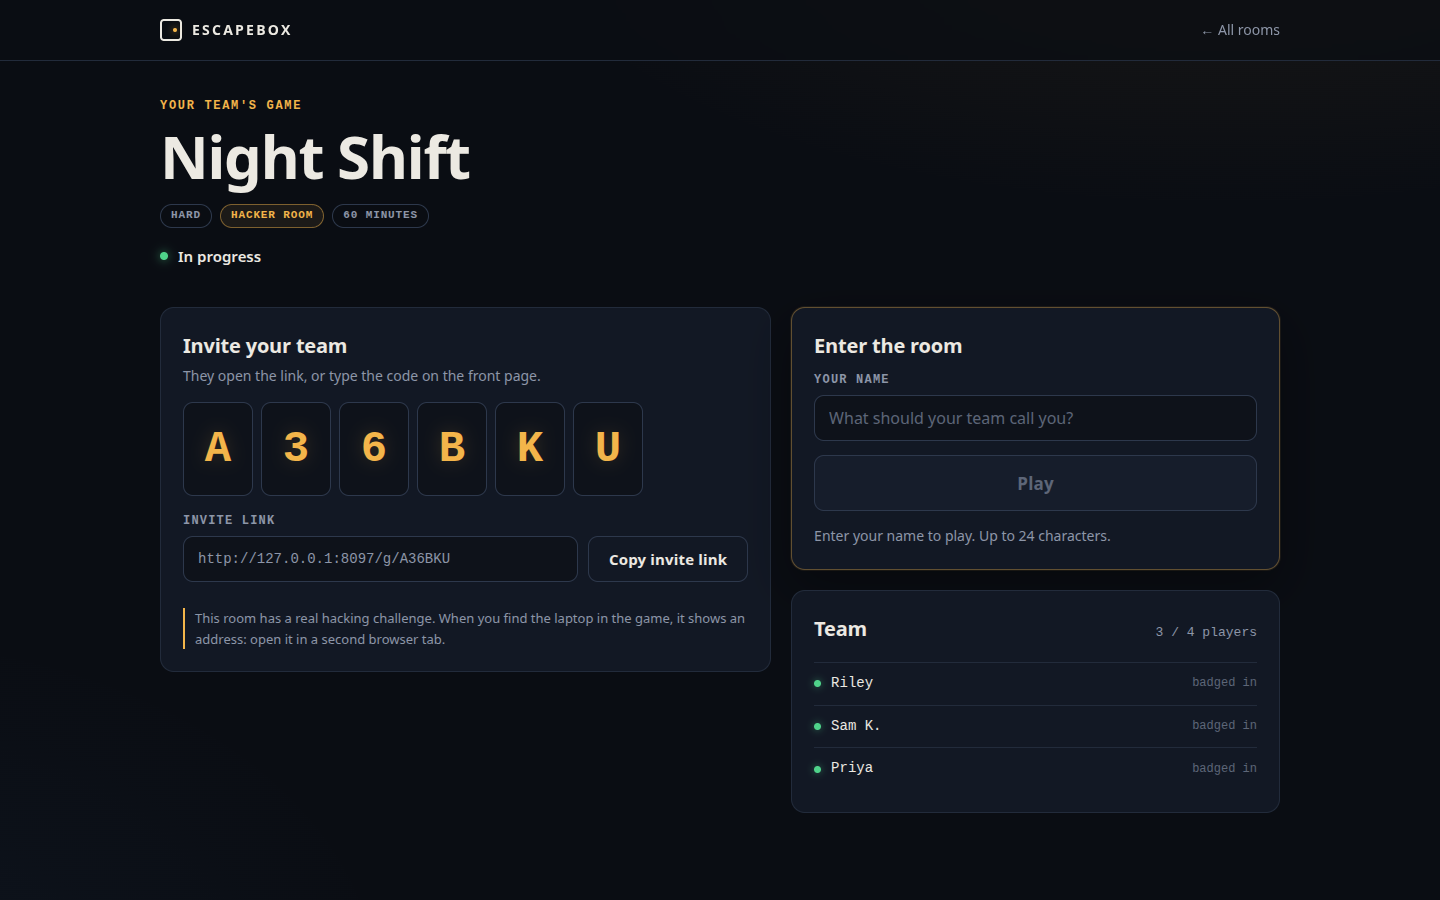 ESCAPEBOX
← All rooms
YOUR TEAM'S GAME
Night Shift
HARD
HACKER ROOM
60 MINUTES
In progress
Invite your team
They open the link, or type the code on the front page.
A 3 6 B K U
INVITE LINK
http://127.0.0.1:8097/g/A36BKU
Copy invite link
This room has a real hacking challenge. When you find the laptop in the game, it shows an
address: open it in a second browser tab.
Enter the room
YOUR NAME
What should your team call you?
Play
Enter your name to play. Up to 24 characters.
Team
3 / 4 players
Riley
badged in
Sam K.
badged in
Priya
badged in